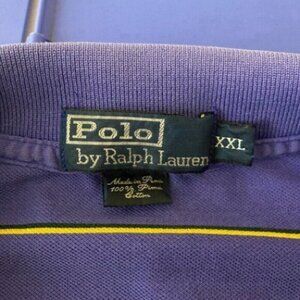 Polo
by Ralph Lauren
XXL
Made in Peru
100% Pima
Cotton